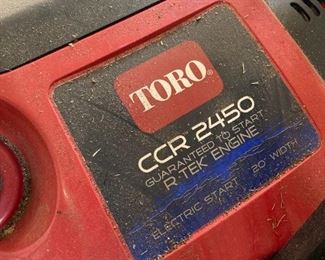 TORO®
CCR 2450
GUARANTEED TO START
R·TEK ENGINE
ELECTRIC START 20" WIDTH